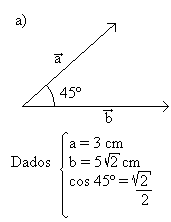 a)
a⃗
45º
b⃗
Dados
a = 3 cm
b = 5√2 cm
cos 45º = √2/2